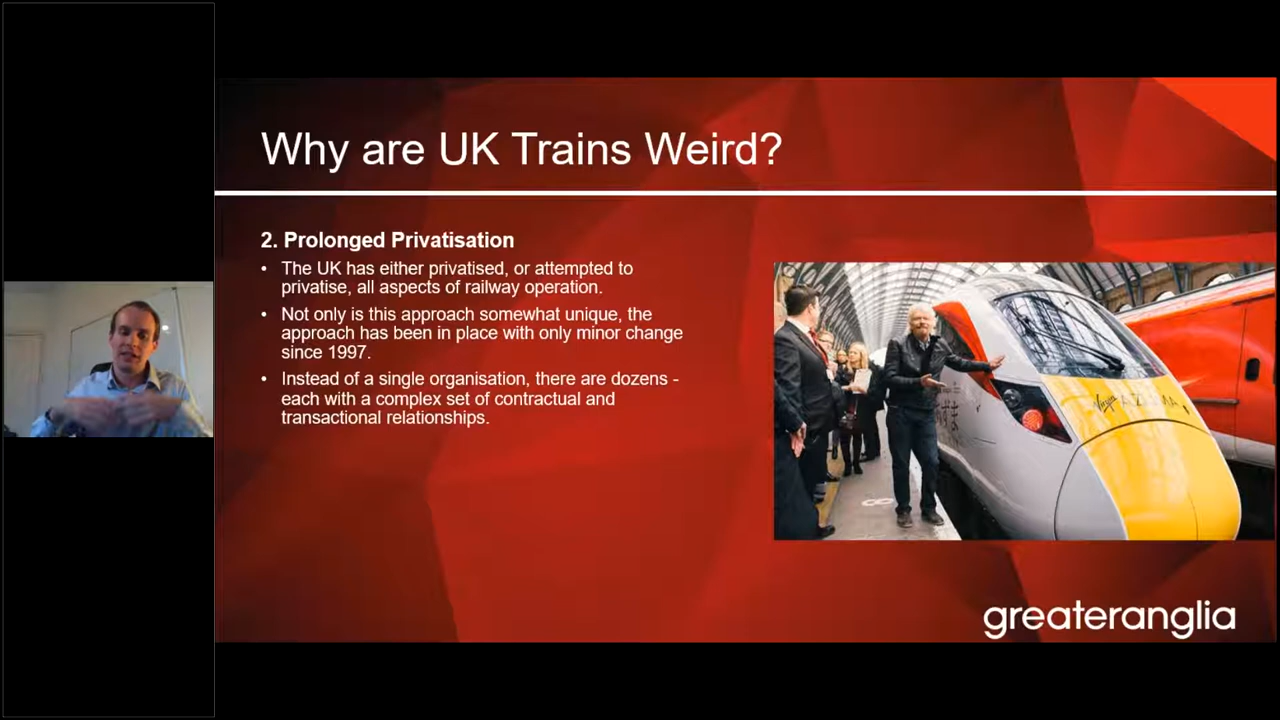 Why are UK Trains Weird?
2. Prolonged Privatisation
• The UK has either privatised, or attempted to
privatise, all aspects of railway operation.
• Not only is this approach somewhat unique, the
approach has been in place with only minor change
since 1997.
• Instead of a single organisation, there are dozens -
each with a complex set of contractual and
transactional relationships.
Virgin AZUMA
8
greateranglia